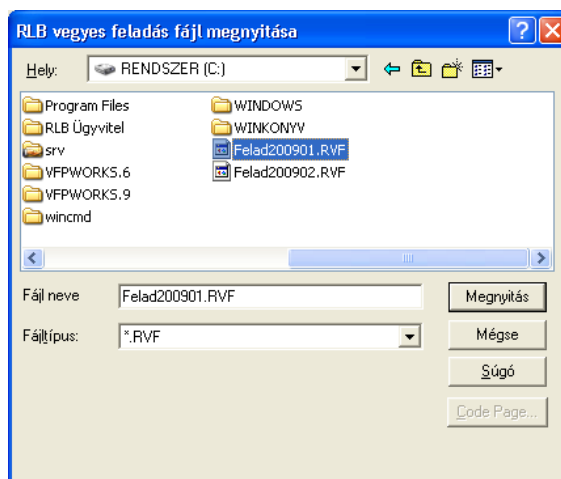 RLB vegyes feladás fájl megnyitása
Hely: RENDSZER (C:)
Program Files WINDOWS
RLB Ügyvitel WINKONYV
srv Felad200901.RVF
VFPWORKS.6 Felad200902.RVF
VFPWORKS.9
wincmd
Fájl neve Felad200901.RVF Megnyitás
Fájltípus: *.RVF Mégse
Súgó
Code Page...